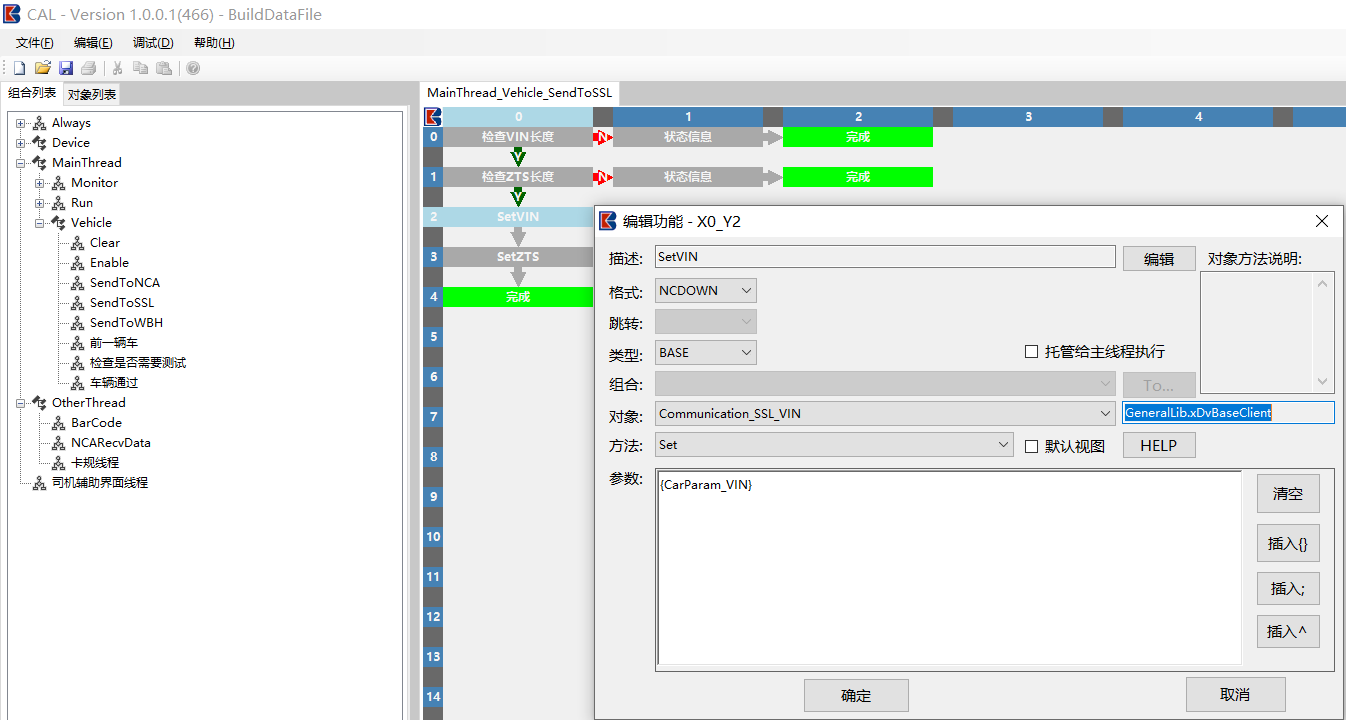 CAL - Version 1.0.0.1(466) - BuildDataFile
文件(F) 编辑(E) 调试(D) 帮助(H)
组合列表 对象列表
Always
Device
MainThread
Monitor
Run
Vehicle
Clear
Enable
SendToNCA
SendToSSL
SendToWBH
前一辆车
检查是否需要测试
车辆通过
OtherThread
BarCode
NCARecvData
卡规线程
司机辅助界面线程
MainThread_Vehicle_SendToSSL
0 1 2 3 4
0 检查VIN长度 N 状态信息 完成
Y
1 检查ZTS长度 N 状态信息 完成
Y
2 SetVIN
3 SetZTS
4 完成
5
6
7
8
9
10
11
12
13
14
编辑功能 - X0_Y2
描述: SetVIN 编辑 对象方法说明:
格式: NCDOWN
跳转:
类型: BASE 托管给主线程执行
组合: To...
对象: Communication_SSL_VIN GeneralLib.xDvBaseClient
方法: Set 默认视图 HELP
参数: {CarParam_VIN}
清空
插入{}
插入;
插入^
确定 取消